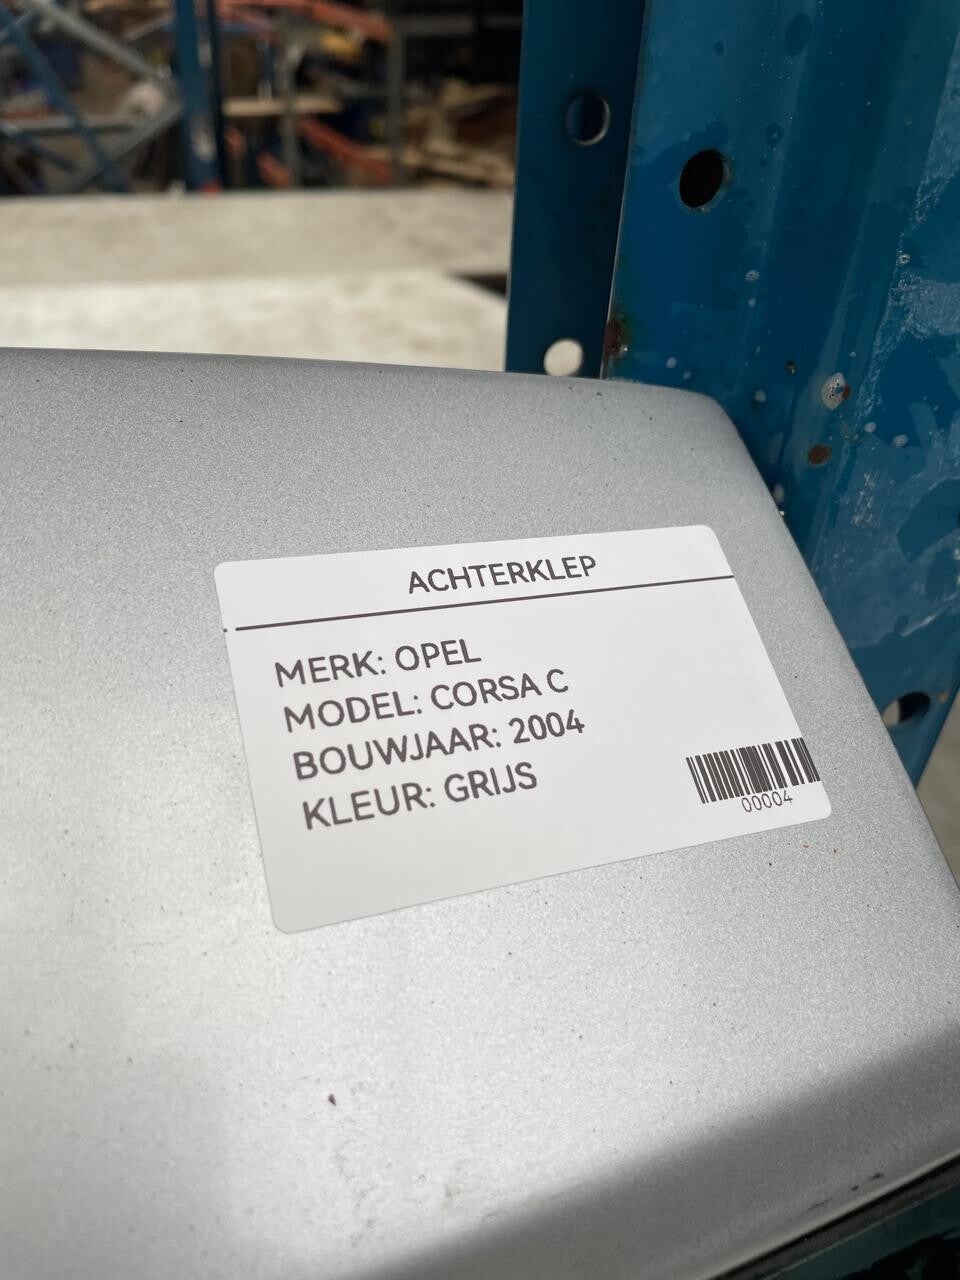 ACHTERKLEP
MERK: OPEL
MODEL: CORSA C
BOUWJAAR: 2004
KLEUR: GRIJS
00004